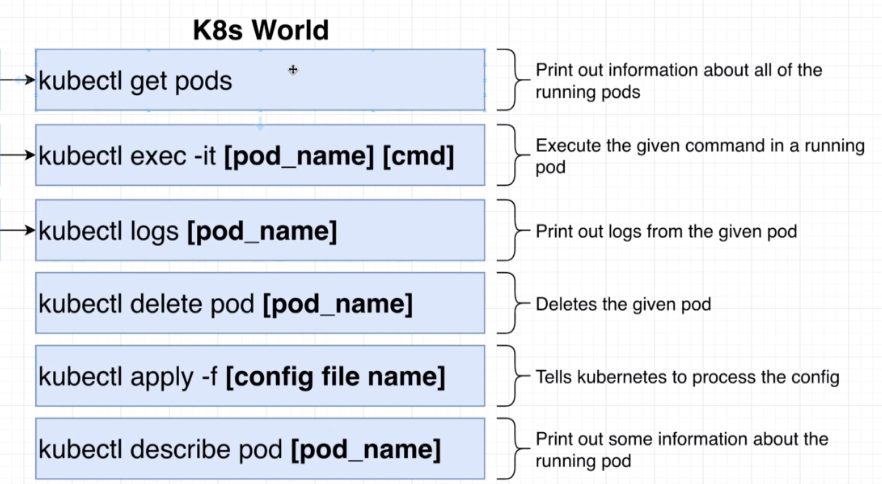 K8s World
kubectl get pods
Print out information about all of the
running pods
kubectl exec -it [pod_name] [cmd]
Execute the given command in a running
pod
kubectl logs [pod_name]
Print out logs from the given pod
kubectl delete pod [pod_name]
Deletes the given pod
kubectl apply -f [config file name]
Tells kubernetes to process the config
kubectl describe pod [pod_name]
Print out some information about the
running pod